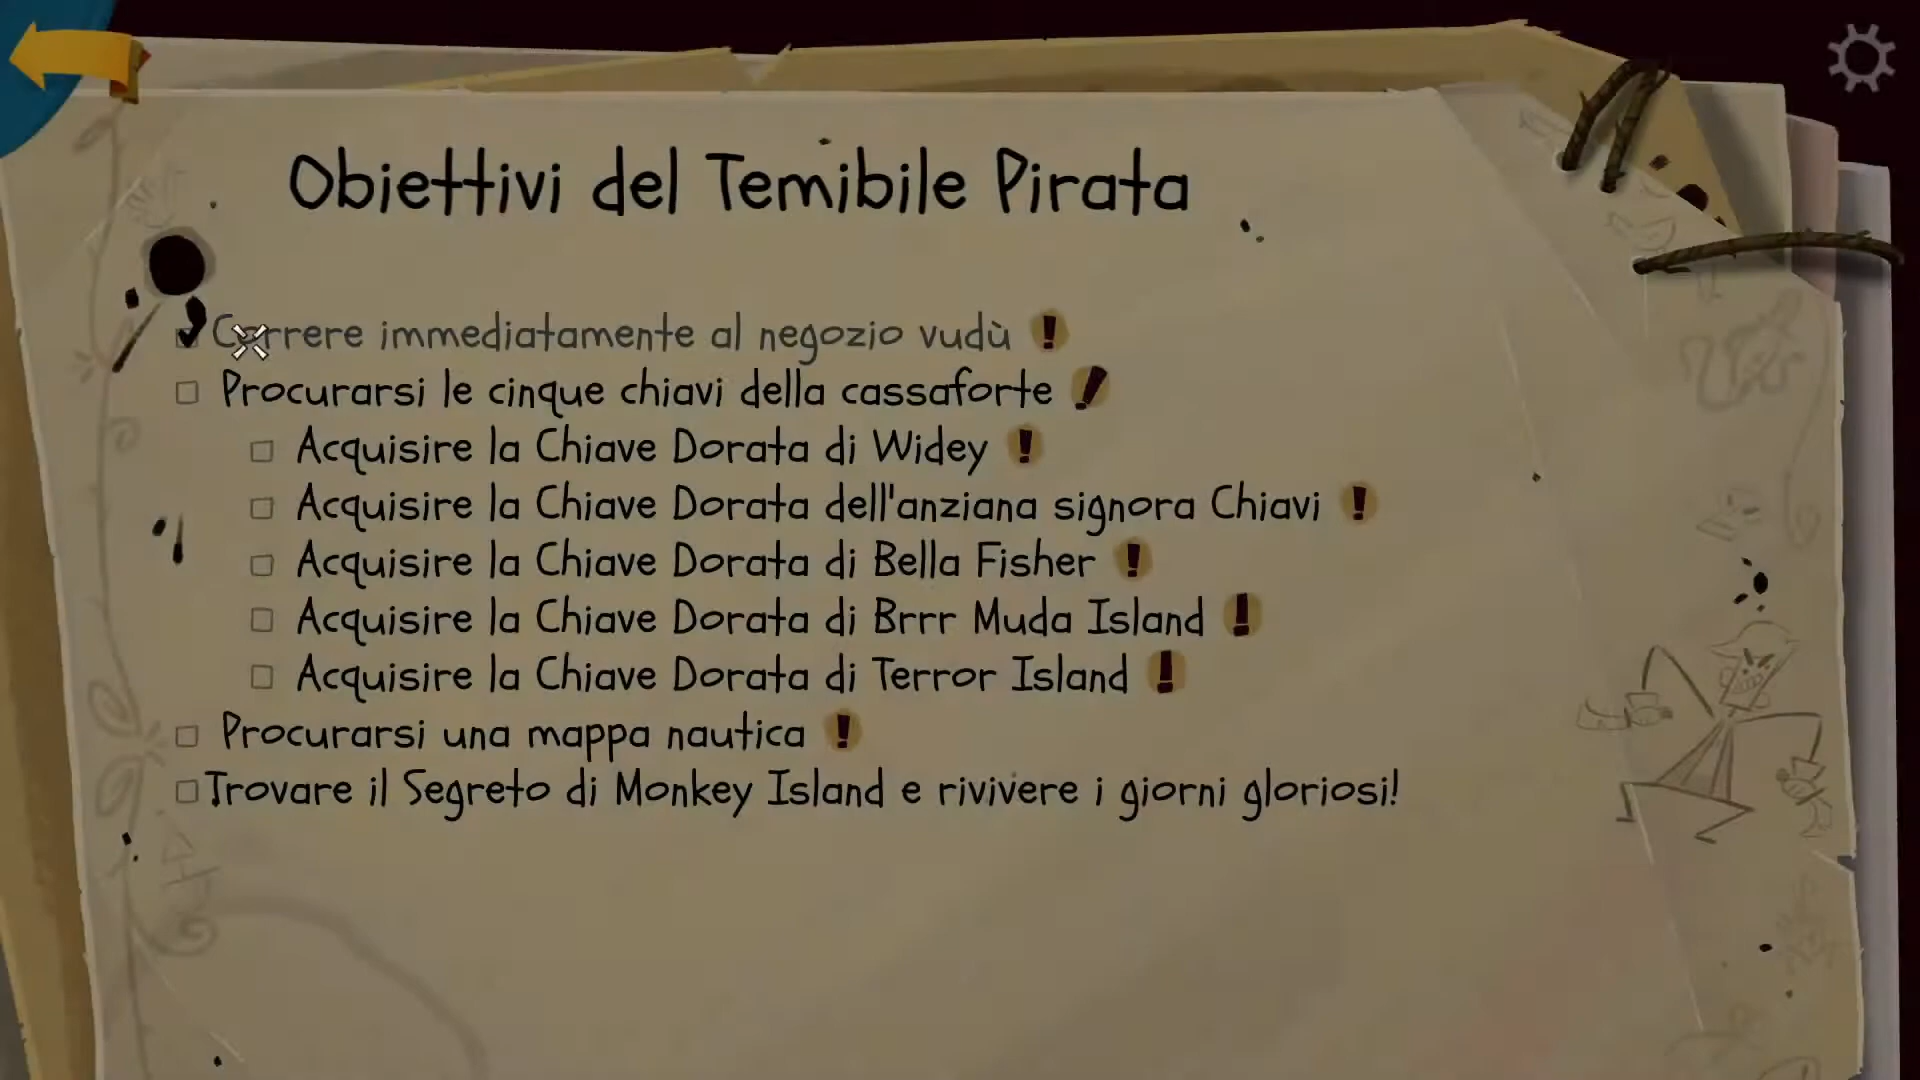 Obiettivi del Temibile Pirata
Correre immediatamente al negozio vudù !
Procurarsi le cinque chiavi della cassaforte !
Acquisire la Chiave Dorata di Widey !
Acquisire la Chiave Dorata dell'anziana signora Chiavi !
Acquisire la Chiave Dorata di Bella Fisher !
Acquisire la Chiave Dorata di Brrr Muda Island !
Acquisire la Chiave Dorata di Terror Island !
Procurarsi una mappa nautica !
Trovare il Segreto di Monkey Island e rivivere i giorni gloriosi!